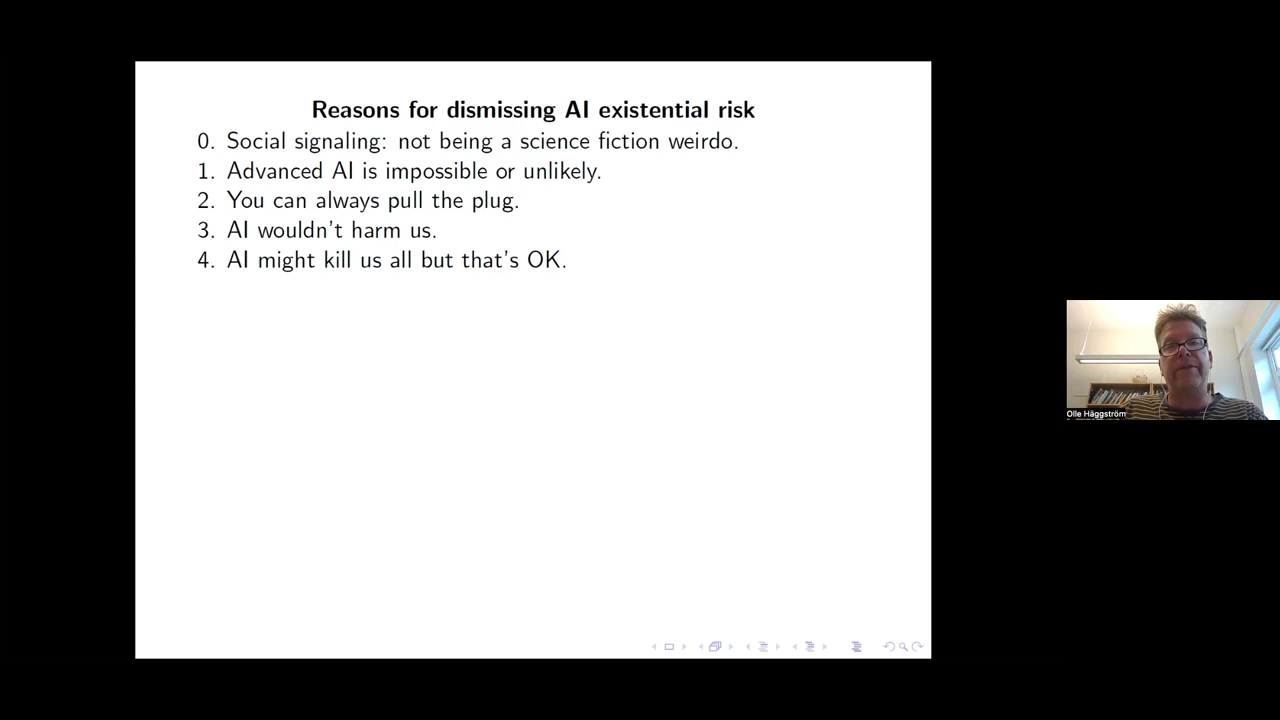 Reasons for dismissing AI existential risk
0. Social signaling: not being a science fiction weirdo.
1. Advanced AI is impossible or unlikely.
2. You can always pull the plug.
3. AI wouldn't harm us.
4. AI might kill us all but that's OK.
Olle Häggström